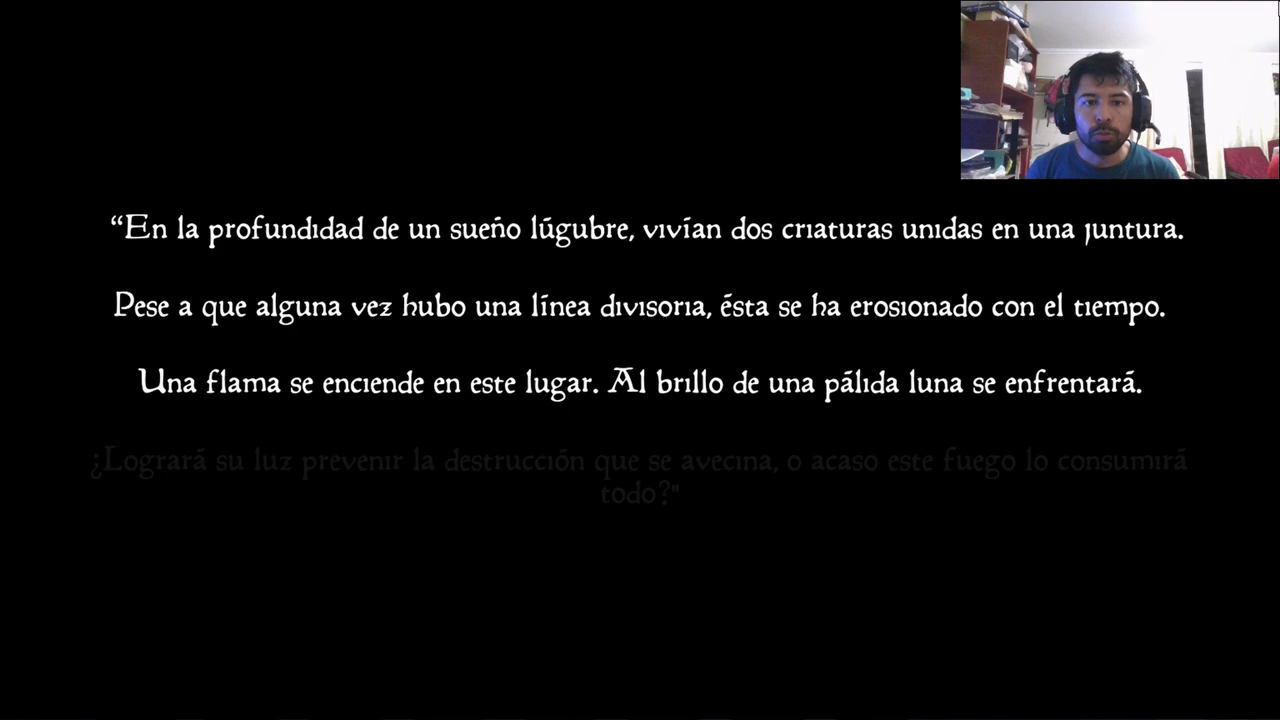 “En la profundidad de un sueño lúgubre, vivían dos criaturas unidas en una juntura.
Pese a que alguna vez hubo una línea divisoria, ésta se ha erosionado con el tiempo.
Una flama se enciende en este lugar. Al brillo de una pálida luna se enfrentará.
¿Logrará su luz prevenir la destrucción que se avecina, o acaso este fuego lo consumirá
todo?"